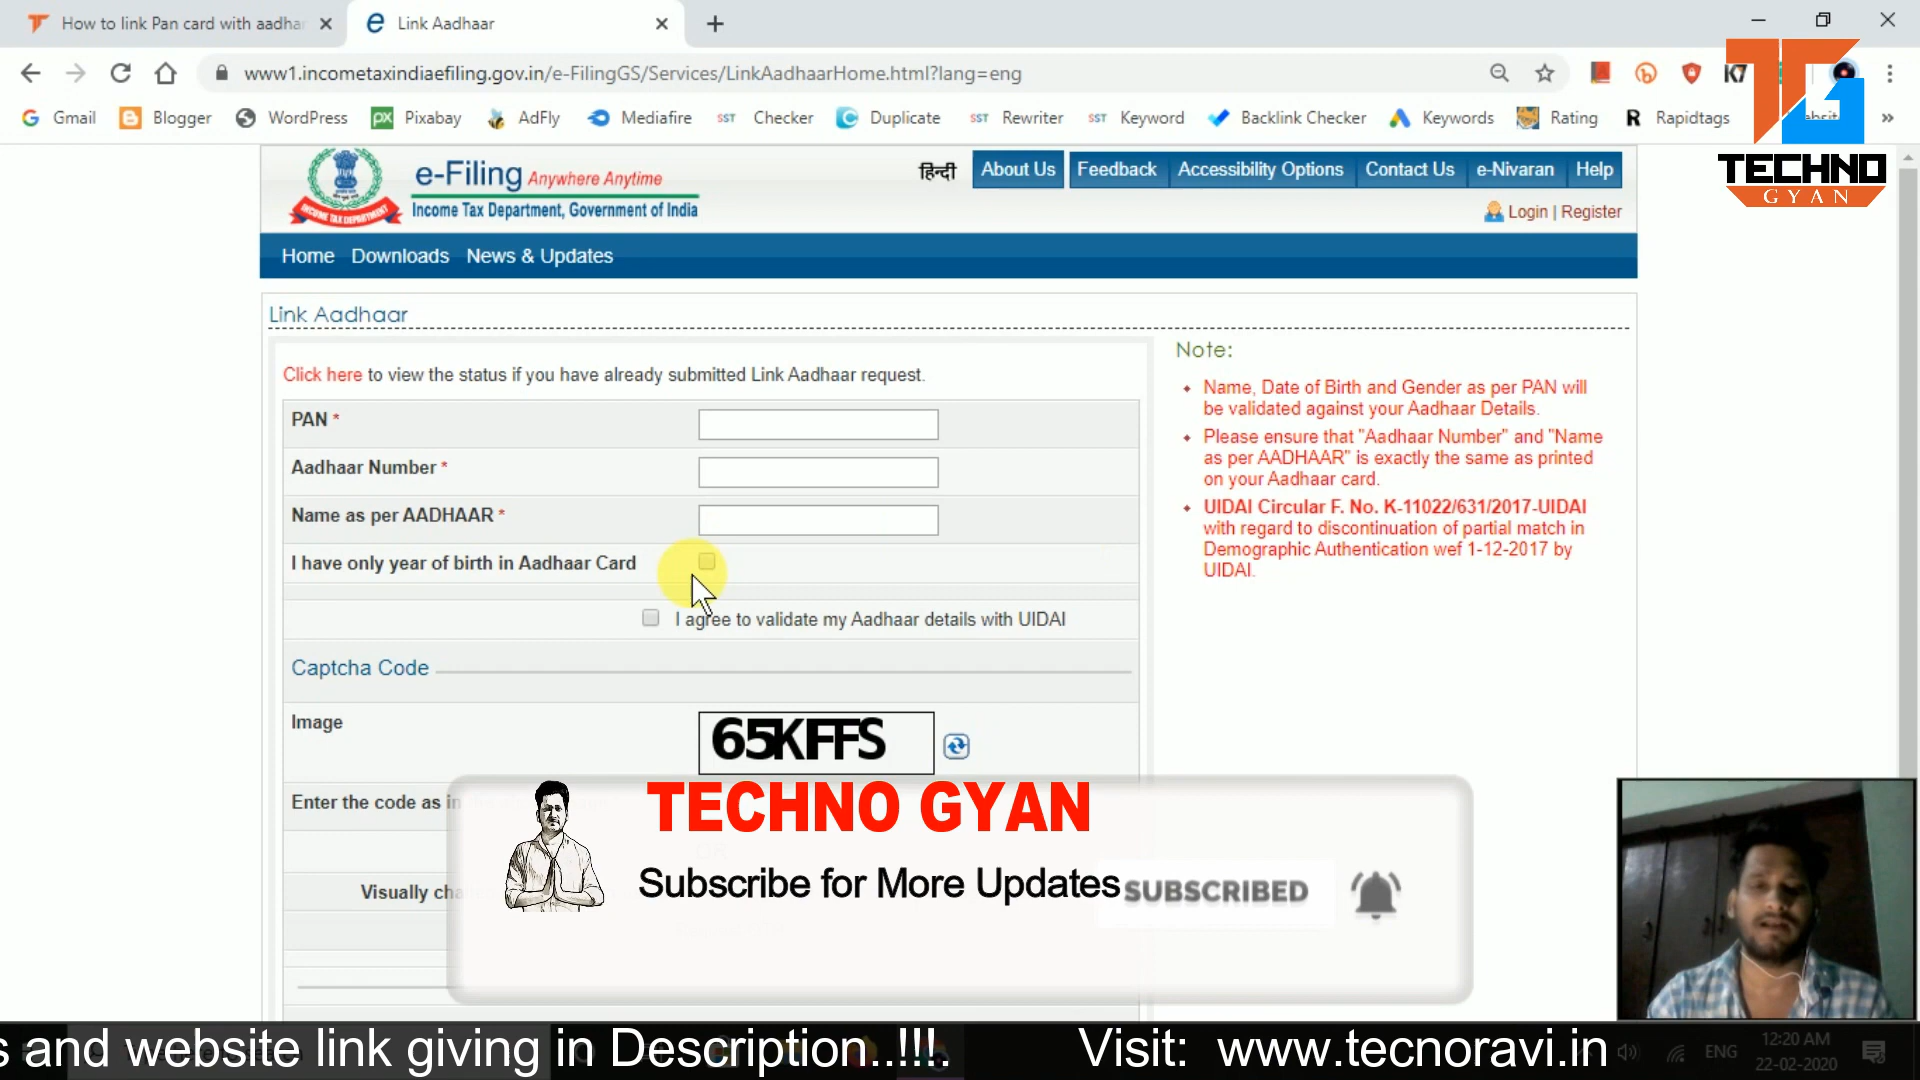 How to link Pan card with aadha
Link Aadhaar
www1.incometaxindiaefiling.gov.in/e-FilingGS/Services/LinkAadhaarHome.html?lang=eng
Gmail Blogger WordPress Pixabay AdFly Mediafire Checker Duplicate Rewriter Keyword Backlink Checker Keywords Rating Rapidtags
TECHNO
GYAN
e-Filing Anywhere Anytime
Income Tax Department, Government of India
INCOME TAX DEPARTMENT
हिन्दी About Us Feedback Accessibility Options Contact Us e-Nivaran Help
Login | Register
Home Downloads News & Updates
Link Aadhaar
Click here to view the status if you have already submitted Link Aadhaar request.
PAN *
Aadhaar Number *
Name as per AADHAAR *
I have only year of birth in Aadhaar Card
I agree to validate my Aadhaar details with UIDAI
Captcha Code
Image
65KFFS
Enter the code as in
Visually cha
Note:
Name, Date of Birth and Gender as per PAN will
be validated against your Aadhaar Details.
Please ensure that "Aadhaar Number" and "Name
as per AADHAAR" is exactly the same as printed
on your Aadhaar card.
UIDAI Circular F. No. K-11022/631/2017-UIDAI
with regard to discontinuation of partial match in
Demographic Authentication wef 1-12-2017 by
UIDAI.
TECHNO GYAN
Subscribe for More Updates SUBSCRIBED
s and website link giving in Description..!!!. Visit: www.tecnoravi.in
ENG
12:20 AM
22-02-2020